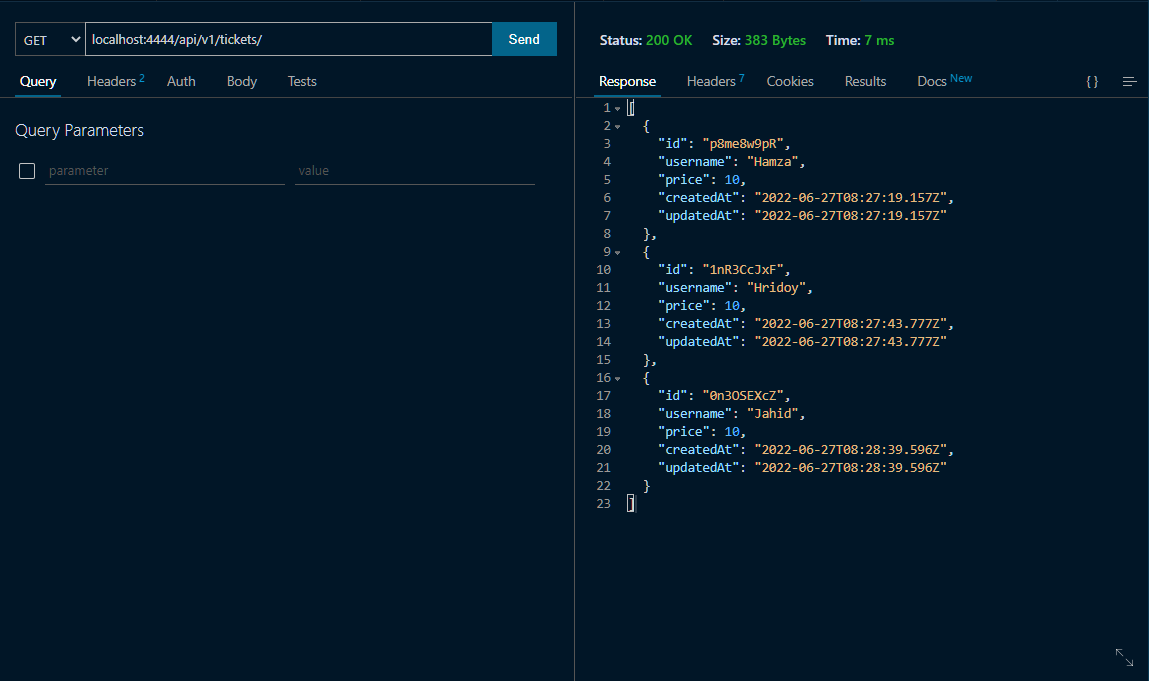 GET localhost:4444/api/v1/tickets/ Send
Query Headers 2 Auth Body Tests
Query Parameters
parameter value
Status: 200 OK Size: 383 Bytes Time: 7 ms
Response Headers 7 Cookies Results Docs New {}
1 [
2 {
3 "id": "p8me8w9pR",
4 "username": "Hamza",
5 "price": 10,
6 "createdAt": "2022-06-27T08:27:19.157Z",
7 "updatedAt": "2022-06-27T08:27:19.157Z"
8 },
9 {
10 "id": "1nR3CcJxF",
11 "username": "Hridoy",
12 "price": 10,
13 "createdAt": "2022-06-27T08:27:43.777Z",
14 "updatedAt": "2022-06-27T08:27:43.777Z"
15 },
16 {
17 "id": "0n3OSEXcZ",
18 "username": "Jahid",
19 "price": 10,
20 "createdAt": "2022-06-27T08:28:39.596Z",
21 "updatedAt": "2022-06-27T08:28:39.596Z"
22 }
23 ]